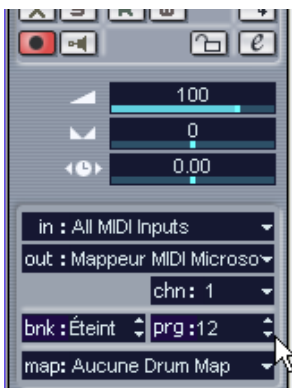 e
100
0
0.00
in : All MIDI Inputs
out : Mappeur MIDI Microso
chn: 1
bnk :Éteint prg :12
map: Aucune Drum Map